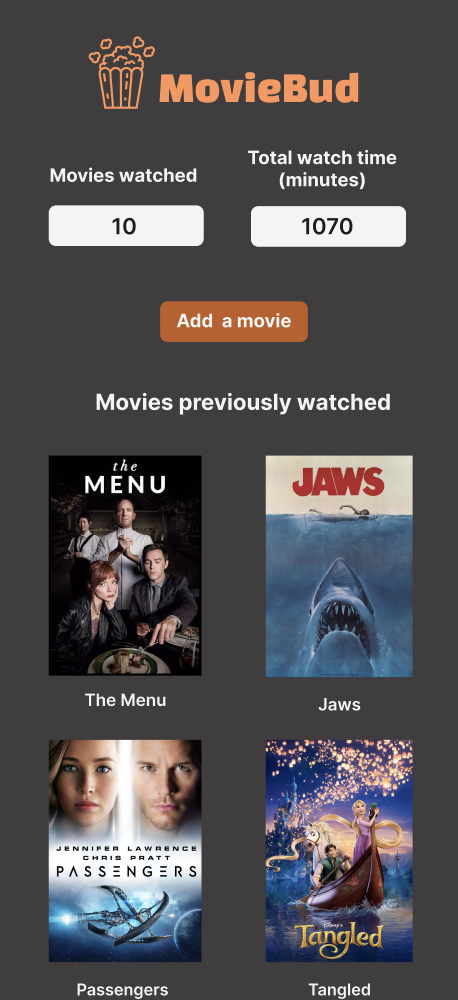 MovieBud
Movies watched
Total watch time
(minutes)
10
1070
Add a movie
Movies previously watched
the
MENU
JAWS
The Menu
Jaws
JENNIFER LAWRENCE
CHRIS PRATT
PASSENGERS
Disney's
Tangled
Passengers
Tangled